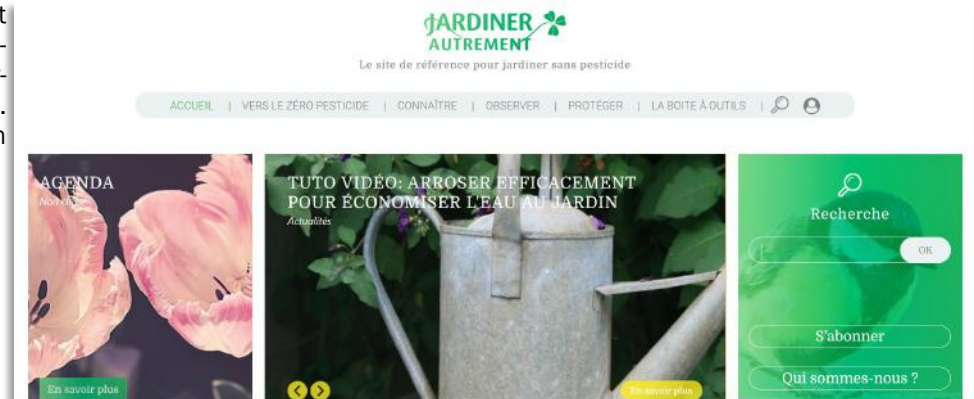 JARDINER
AUTREMENT
Le site de référence pour jardiner sans pesticide
ACCUEIL | VERS LE ZÉRO PESTICIDE | CONNAÎTRE | OBSERVER | PROTÉGER | LA BOITE À OUTILS |
AGENDA
TUTO VIDÉO: ARROSER EFFICACEMENT
POUR ÉCONOMISER L'EAU AU JARDIN
Actualités
En savoir plus
En savoir plus
Recherche
OK
S'abonner
Qui sommes-nous ?